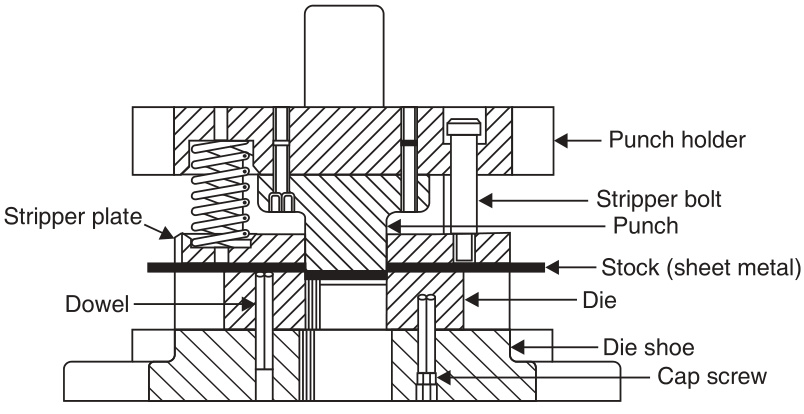 Punch holder
Stripper bolt
Stripper plate
Punch
Stock (sheet metal)
Dowel
Die
Die shoe
Cap screw